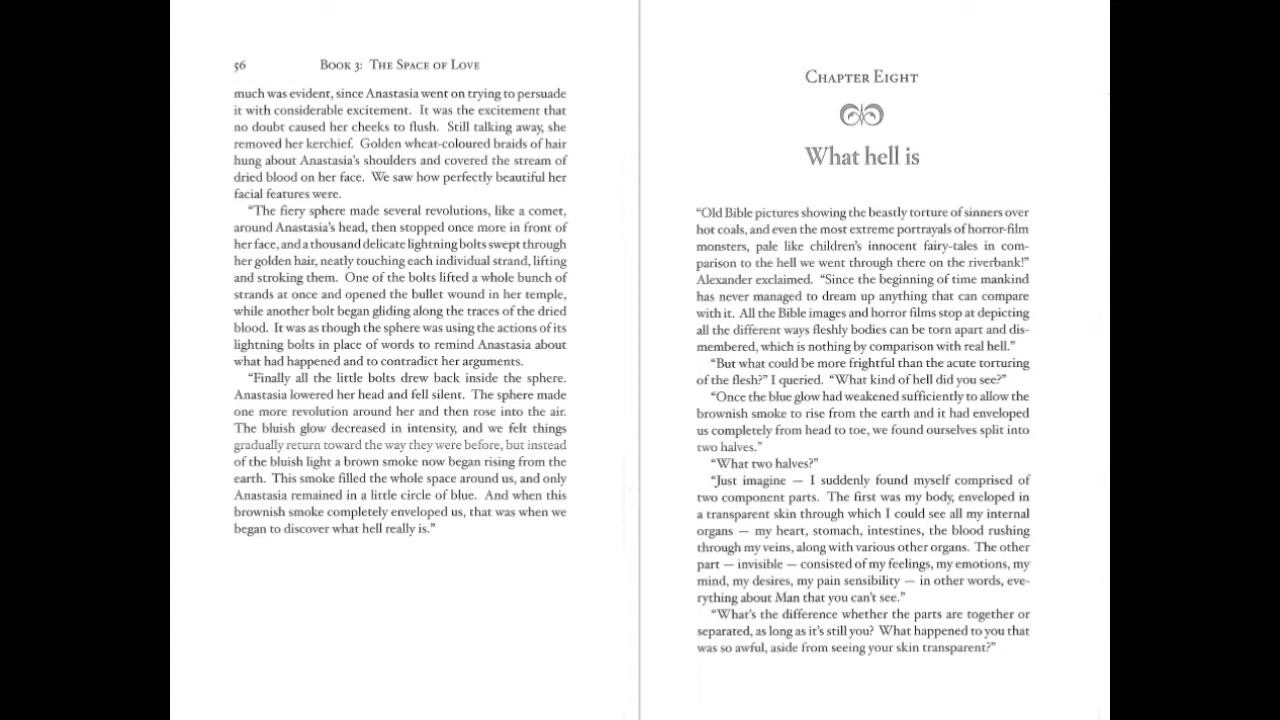 56
Book 3: The Space of Love
much was evident, since Anastasia went on trying to persuade
it with considerable excitement. It was the excitement that
no doubt caused her cheeks to flush. Still talking away, she
removed her kerchief. Golden wheat-coloured braids of hair
hung about Anastasia's shoulders and covered the stream of
dried blood on her face. We saw how perfectly beautiful her
facial features were.
"The fiery sphere made several revolutions, like a comet,
around Anastasia's head, then stopped once more in front of
her face, and a thousand delicate lightning bolts swept through
her golden hair, neatly touching each individual strand, lifting
and stroking them. One of the bolts lifted a whole bunch of
strands at once and opened the bullet wound in her temple,
while another bolt began gliding along the traces of the dried
blood. It was as though the sphere was using the actions of its
lightning bolts in place of words to remind Anastasia about
what had happened and to contradict her arguments.
"Finally all the little bolts drew back inside the sphere.
Anastasia lowered her head and fell silent. The sphere made
one more revolution around her and then rose into the air.
The bluish glow decreased in intensity, and we felt things
gradually return toward the way they were before, but instead
of the bluish light a brown smoke now began rising from the
earth. This smoke filled the whole space around us, and only
Anastasia remained in a little circle of blue. And when this
brownish smoke completely enveloped us, that was when we
began to discover what hell really is."
Chapter Eight
What hell is
"Old Bible pictures showing the beastly torture of sinners over
hot coals, and even the most extreme portrayals of horror-film
monsters, pale like children's innocent fairy-tales in com-
parison to the hell we went through there on the riverbank!"
Alexander exclaimed. "Since the beginning of time mankind
has never managed to dream up anything that can compare
with it. All the Bible images and horror films stop at depicting
all the different ways fleshly bodies can be torn apart and dis-
membered, which is nothing by comparison with real hell."
"But what could be more frightful than the acute torturing
of the flesh?" I queried. "What kind of hell did you see?"
"Once the blue glow had weakened sufficiently to allow the
brownish smoke to rise from the earth and it had enveloped
us completely from head to toe, we found ourselves split into
two halves."
"What two halves?"
"Just imagine — I suddenly found myself comprised of
two component parts. The first was my body, enveloped in
a transparent skin through which I could see all my internal
organs — my heart, stomach, intestines, the blood rushing
through my veins, along with various other organs. The other
part — invisible — consisted of my feelings, my emotions, my
mind, my desires, my pain sensibility — in other words, eve-
rything about Man that you can't see."
"What's the difference whether the parts are together or
separated, as long as it's still you? What happened to you that
was so awful, aside from seeing your skin transparent?"